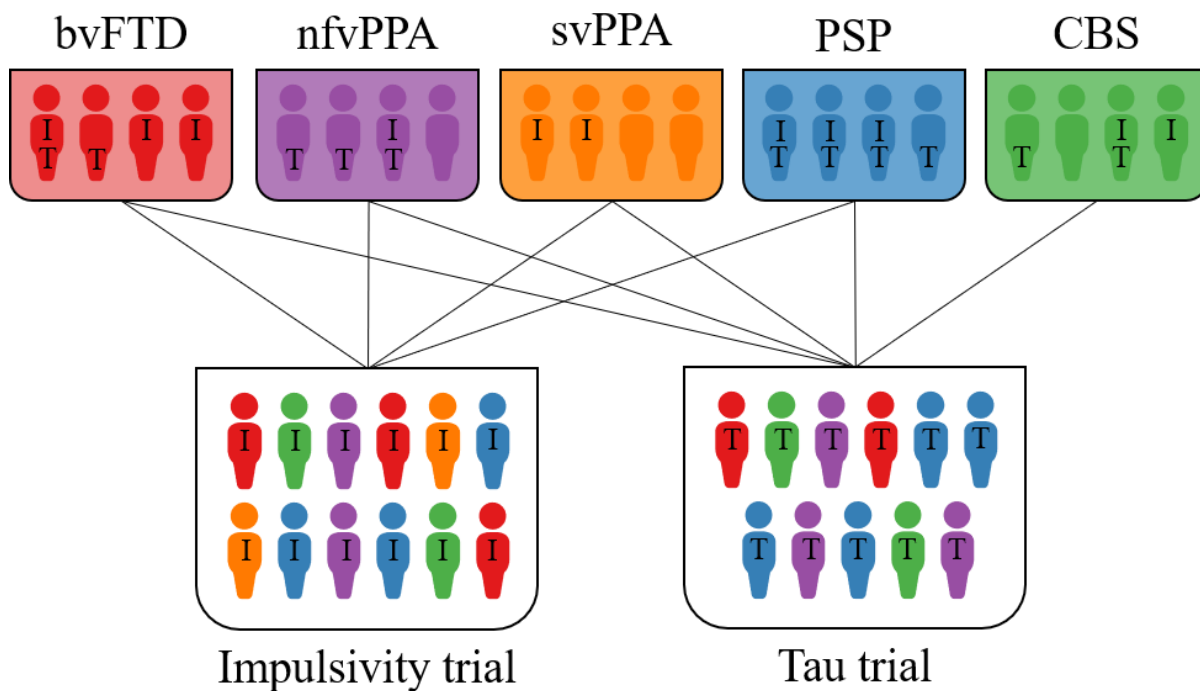 bvFTD nfvPPA svPPA PSP CBS
I I I I I I I I I I I
T T T T T T T T T T T
I I I I I I T T T T T T
I I I I I I T T T T T
Impulsivity trial Tau trial